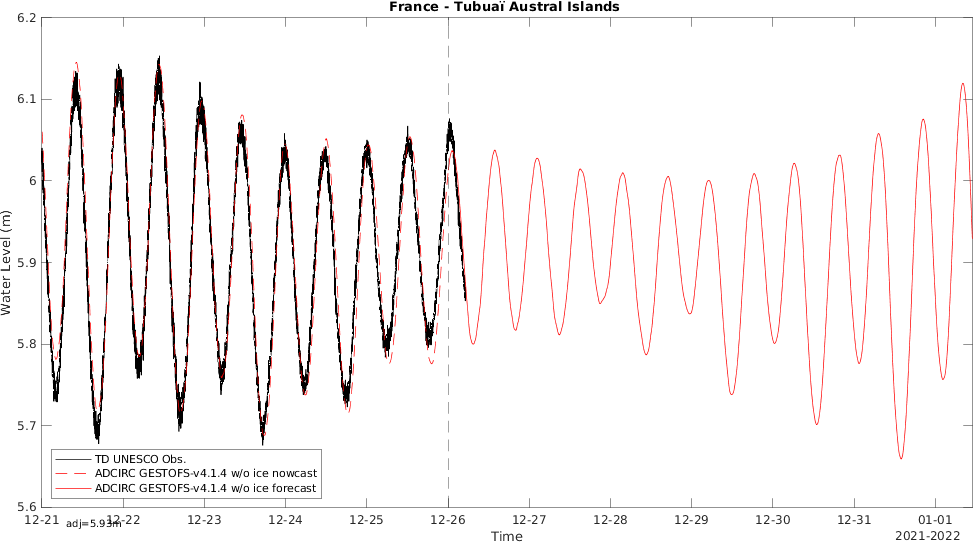 France - Tubuaï Austral Islands
6.2
6.1
6
5.9
5.8
5.7
5.6
Water Level (m)
TD UNESCO Obs.
ADCIRC GESTOFS-v4.1.4 w/o ice nowcast
ADCIRC GESTOFS-v4.1.4 w/o ice forecast
12-21 12-22 12-23 12-24 12-25 12-26 12-27 12-28 12-29 12-30 12-31 01-01
adj=5.93m
Time
2021-2022